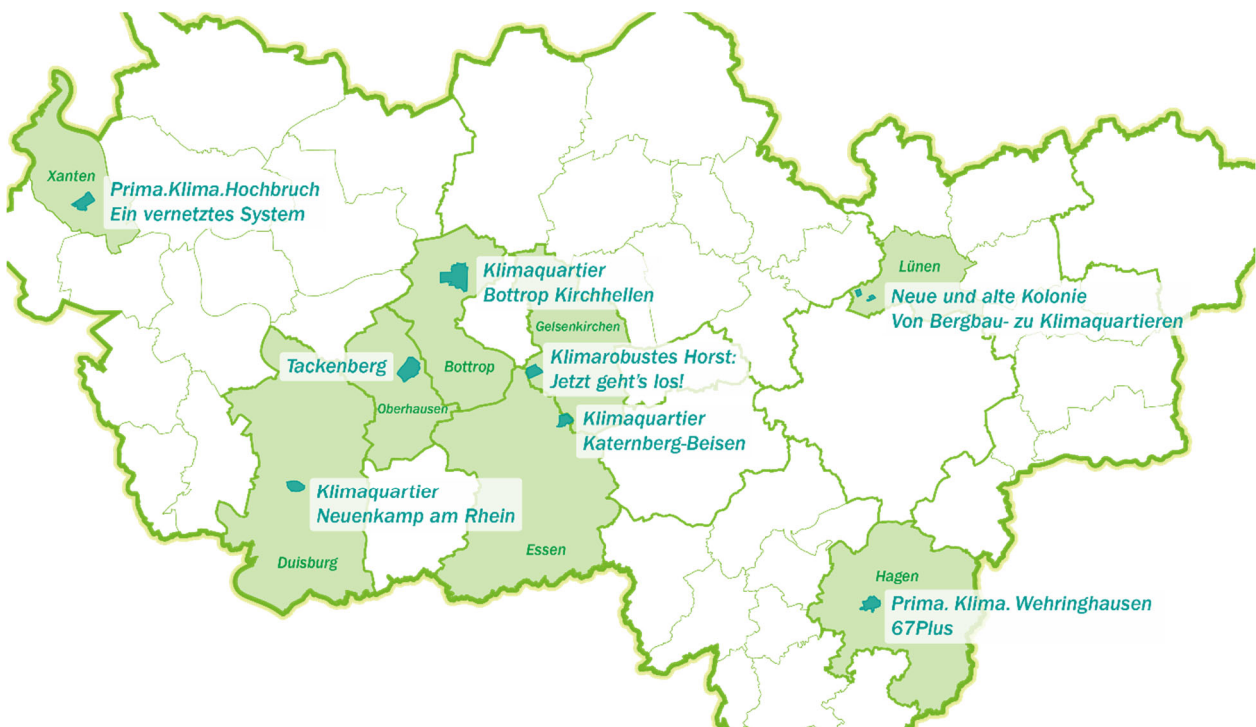 Xanten
Prima.Klima.Hochbruch
Ein vernetztes System
Klimaquartier
Bottrop Kirchhellen
Lünen
Neue und alte Kolonie
Von Bergbau- zu Klimaquartieren
Gelsenkirchen
Tackenberg
Bottrop
Klimarobustes Horst:
Jetzt geht's los!
Oberhausen
Klimaquartier
Katernberg-Beisen
Klimaquartier
Neuenkamp am Rhein
Duisburg
Essen
Hagen
Prima. Klima. Wehringhausen
67Plus